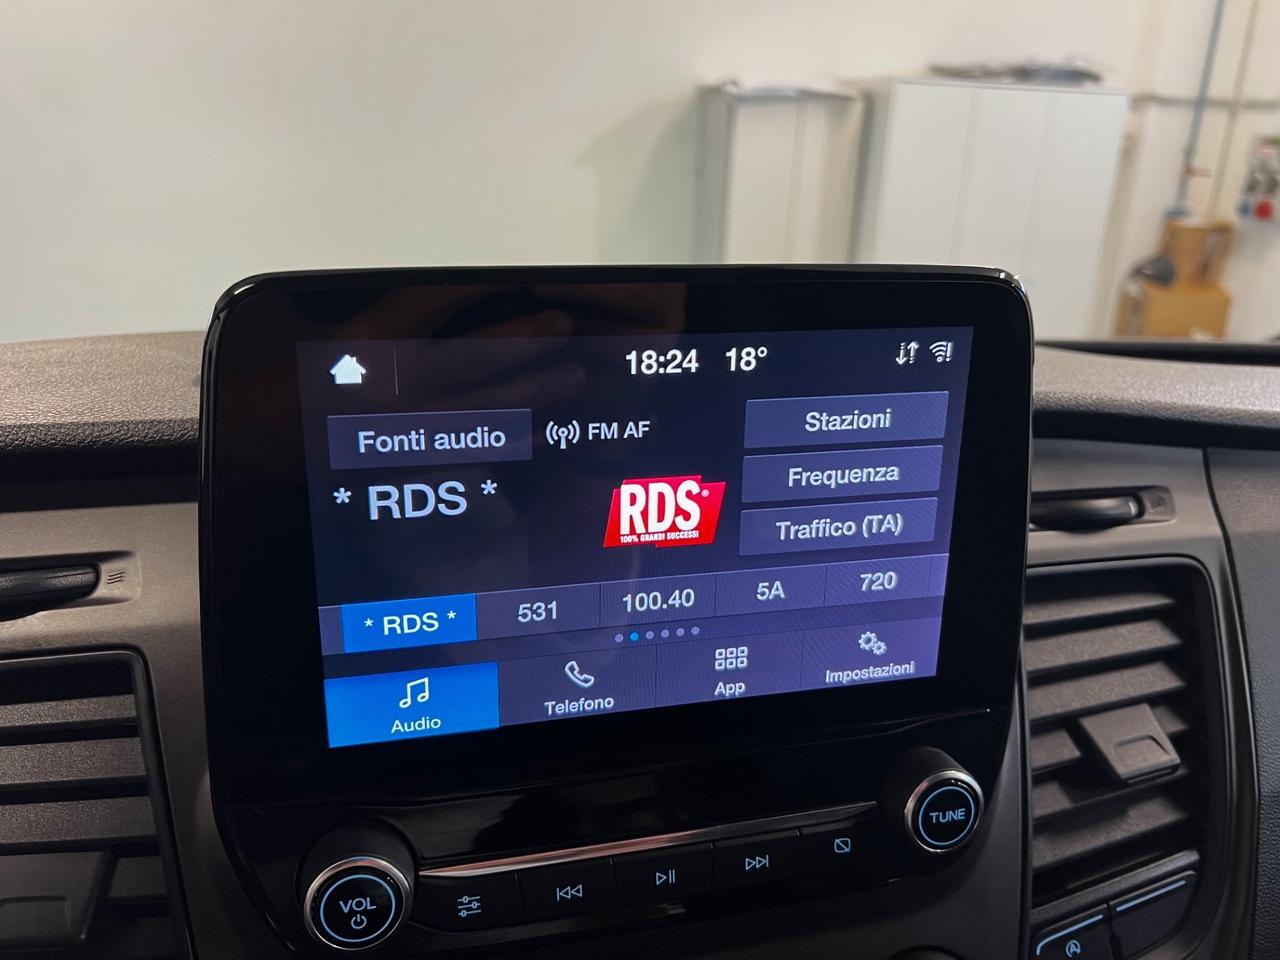 18:24 18°
Fonti audio
FM AF
Stazioni
* RDS *
RDS®
100% GRANDI SUCCESSI
Frequenza
Traffico (TA)
* RDS *
531
100.40
5A
720
Audio
Telefono
App
Impostazioni
VOL
TUNE